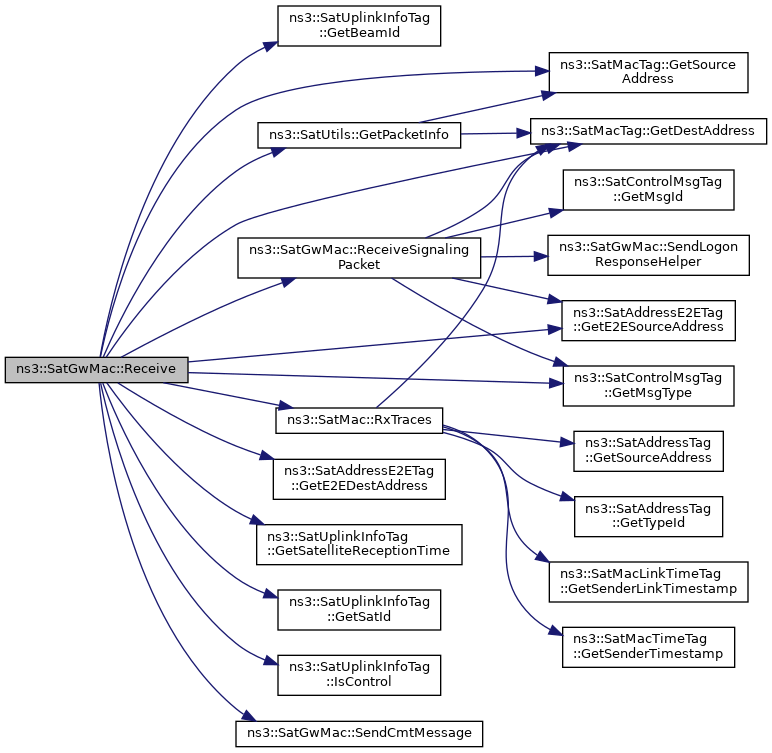 ns3::SatGwMac::Receive
ns3::SatUplinkInfoTag
::GetBeamId
ns3::SatMacTag::GetSource
Address
ns3::SatUtils::GetPacketInfo
ns3::SatMacTag::GetDestAddress
ns3::SatControlMsgTag
::GetMsgId
ns3::SatGwMac::ReceiveSignaling
Packet
ns3::SatGwMac::SendLogon
ResponseHelper
ns3::SatAddressE2ETag
::GetE2ESourceAddress
ns3::SatControlMsgTag
::GetMsgType
ns3::SatMac::RxTraces
ns3::SatAddressTag
::GetSourceAddress
ns3::SatAddressE2ETag
::GetE2EDestAddress
ns3::SatAddressTag
::GetTypeId
ns3::SatUplinkInfoTag
::GetSatelliteReceptionTime
ns3::SatMacLinkTimeTag
::GetSenderLinkTimestamp
ns3::SatUplinkInfoTag
::GetSatId
ns3::SatMacTimeTag
::GetSenderTimestamp
ns3::SatUplinkInfoTag
::IsControl
ns3::SatGwMac::SendCmtMessage